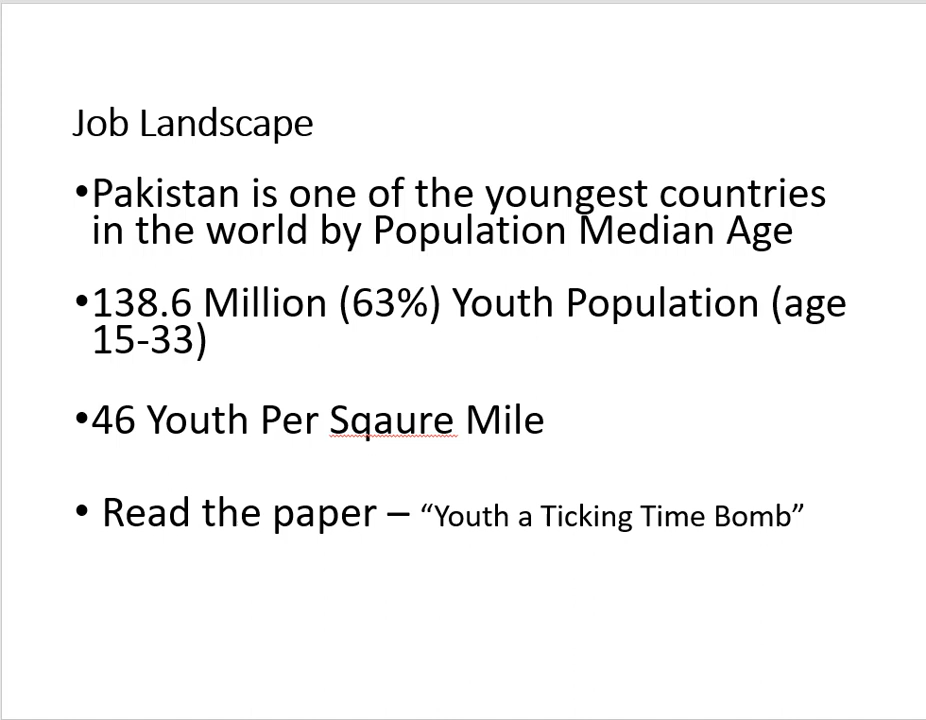 Job Landscape
•Pakistan is one of the youngest countries
in the world by Population Median Age
•138.6 Million (63%) Youth Population (age
15-33)
•46 Youth Per Sqaure Mile
• Read the paper – “Youth a Ticking Time Bomb”